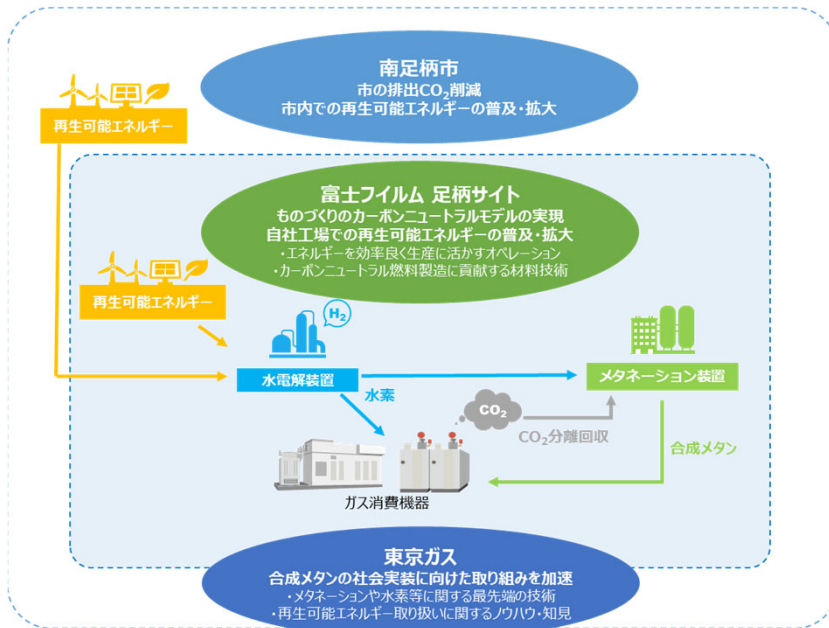 南足柄市
市の排出CO₂削減
市内での再生可能エネルギーの普及・拡大
再生可能エネルギー
富士フイルム 足柄サイト
ものづくりのカーボンニュートラルモデルの実現
自社工場での再生可能エネルギーの普及・拡大
・エネルギーを効率良く生産に活かすオペレーション
・カーボンニュートラル燃料製造に貢献する材料技術
再生可能エネルギー
H₂
水電解装置
メタネーション装置
水素
CO₂
CO₂分離回収
合成メタン
ガス消費機器
東京ガス
合成メタンの社会実装に向けた取り組みを加速
・メタネーションや水素等に関する最先端の技術
・再生可能エネルギー取り扱いに関するノウハウ・知見